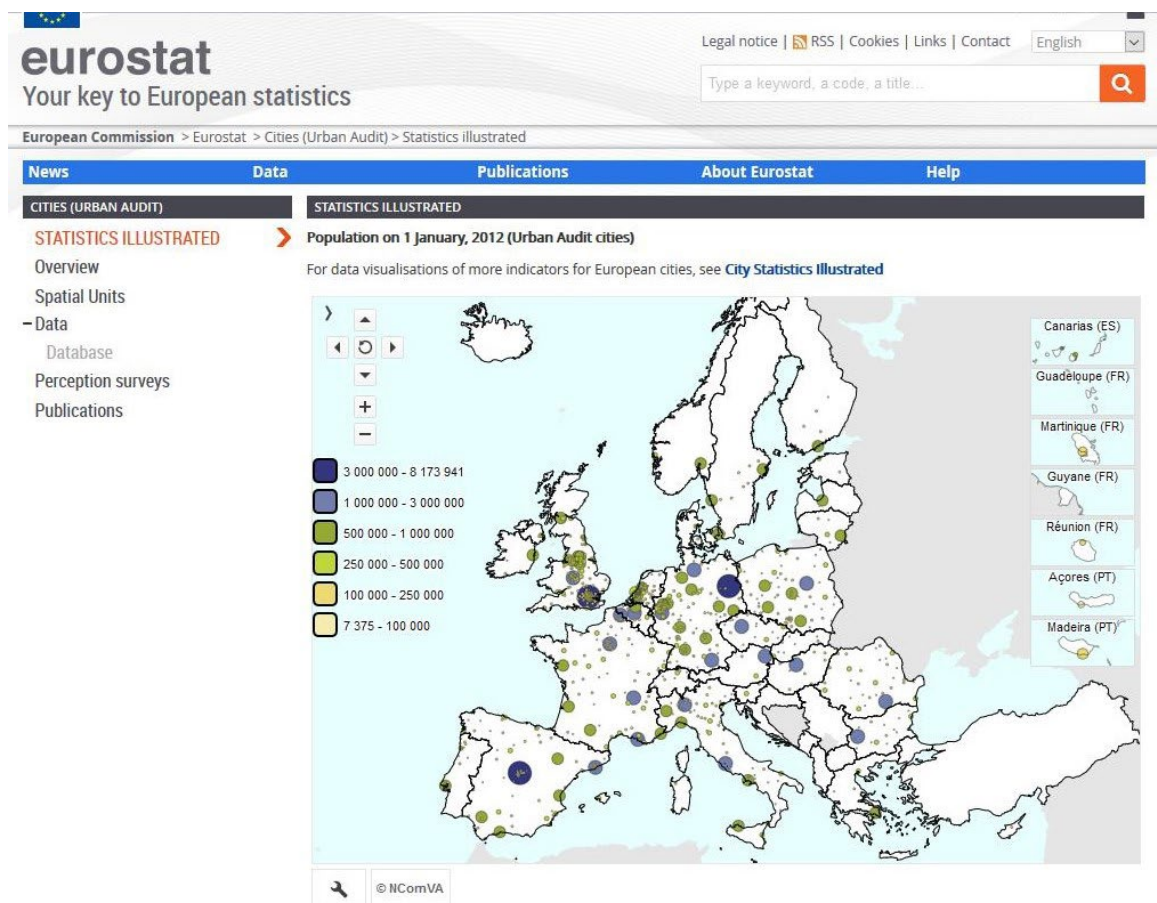 Legal notice | RSS | Cookies | Links | Contact English
eurostat
Your key to European statistics
Type a keyword, a code, a title...
European Commission > Eurostat > Cities (Urban Audit) > Statistics illustrated
News Data Publications About Eurostat Help
CITIES (URBAN AUDIT)
STATISTICS ILLUSTRATED
Overview
Spatial Units
Data
Database
Perception surveys
Publications
STATISTICS ILLUSTRATED
Population on 1 January, 2012 (Urban Audit cities)
For data visualisations of more indicators for European cities, see City Statistics Illustrated
3 000 000 - 8 173 941
1 000 000 - 3 000 000
500 000 - 1 000 000
250 000 - 500 000
100 000 - 250 000
7 375 - 100 000
Canarias (ES)
Guadeloupe (FR)
Martinique (FR)
Guyane (FR)
Réunion (FR)
Açores (PT)
Madeira (PT)
© NComVA